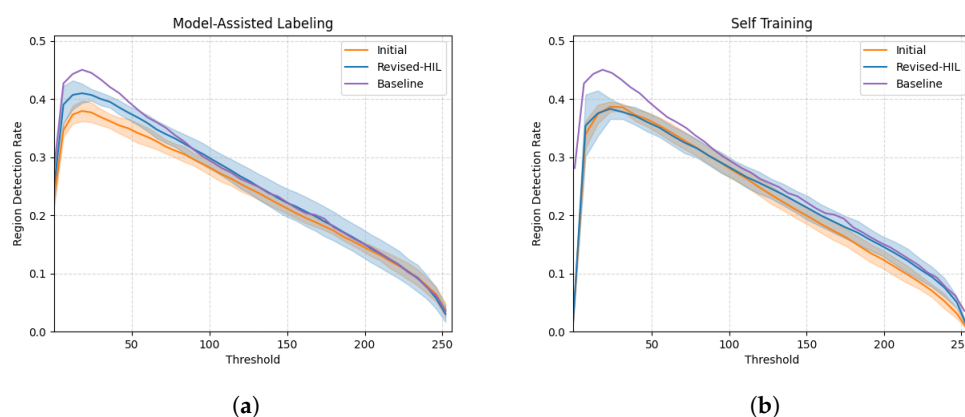 Model-Assisted Labeling
0.5
0.4
0.3
0.2
0.1
0.0
Region Detection Rate
50
100
150
200
250
Threshold
Initial
Revised-HIL
Baseline
(a)
Self Training
0.5
0.4
0.3
0.2
0.1
0.0
Region Detection Rate
50
100
150
200
250
Threshold
Initial
Revised-HIL
Baseline
(b)